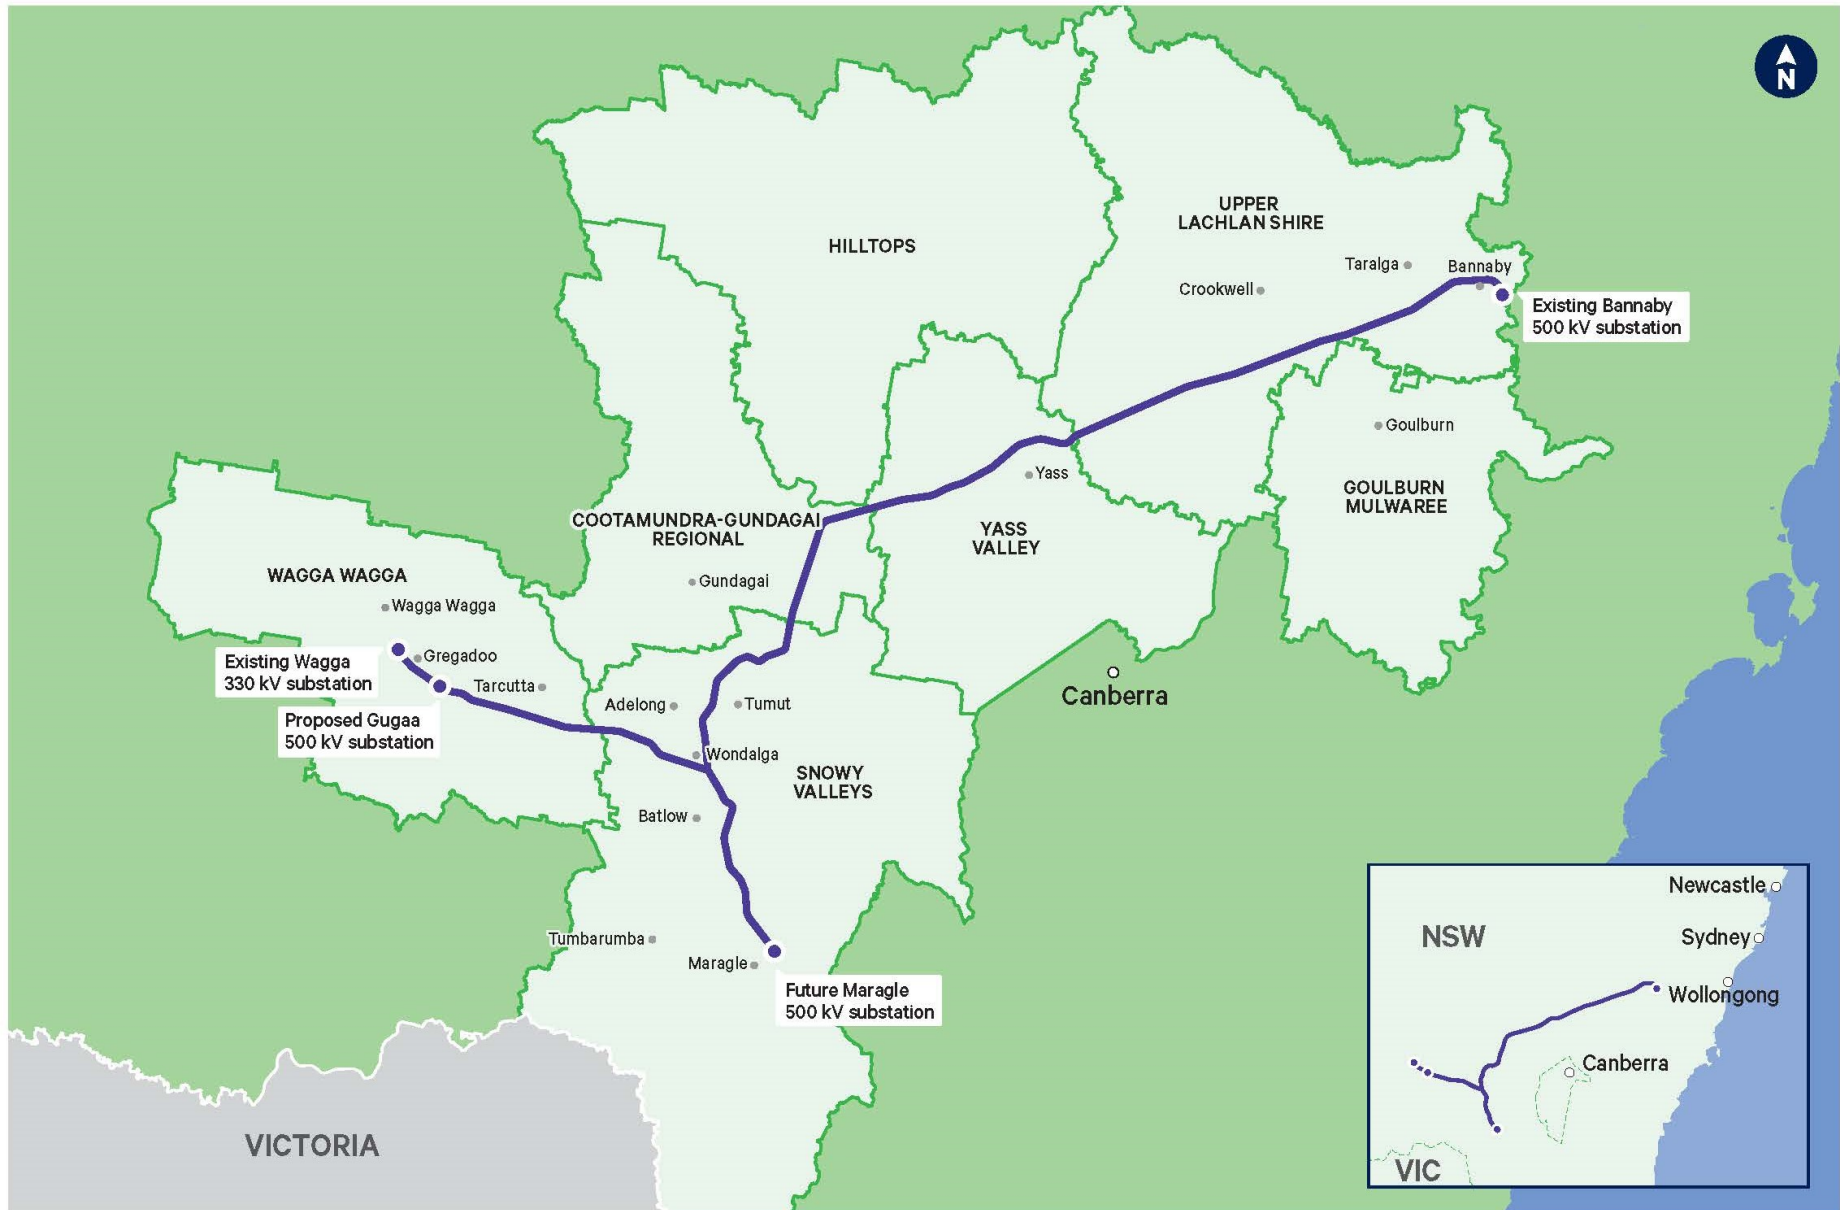 N
UPPER
LACHLAN SHIRE
HILLTOPS
Taralga
Bannaby
Crookwell
Existing Bannaby
500 kV substation
Goulburn
Yass
GOULBURN
MULWAREE
COOTAMUNDRA-GUNDAGAI
REGIONAL
YASS
VALLEY
WAGGA WAGGA
Gundagai
Wagga Wagga
Gregadoo
Existing Wagga
330 kV substation
Tarcutta
Canberra
Adelong
Tumut
Proposed Gugaa
500 kV substation
Wondalga
SNOWY
VALLEYS
Batlow
Tumbarumba
Maragle
Future Maragle
500 kV substation
VICTORIA
Newcastle
NSW
Sydney
Wollongong
Canberra
VIC